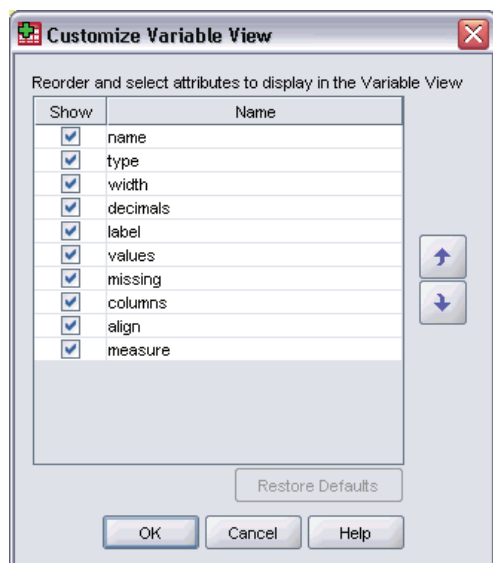 Customize Variable View
Reorder and select attributes to display in the Variable View
Show Name
name
type
width
decimals
label
values
missing
columns
align
measure
Restore Defaults
OK Cancel Help